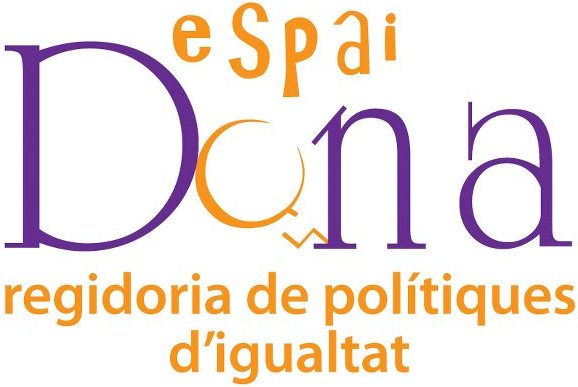 espai
Dona
regidoria de polítiques
d'igualtat